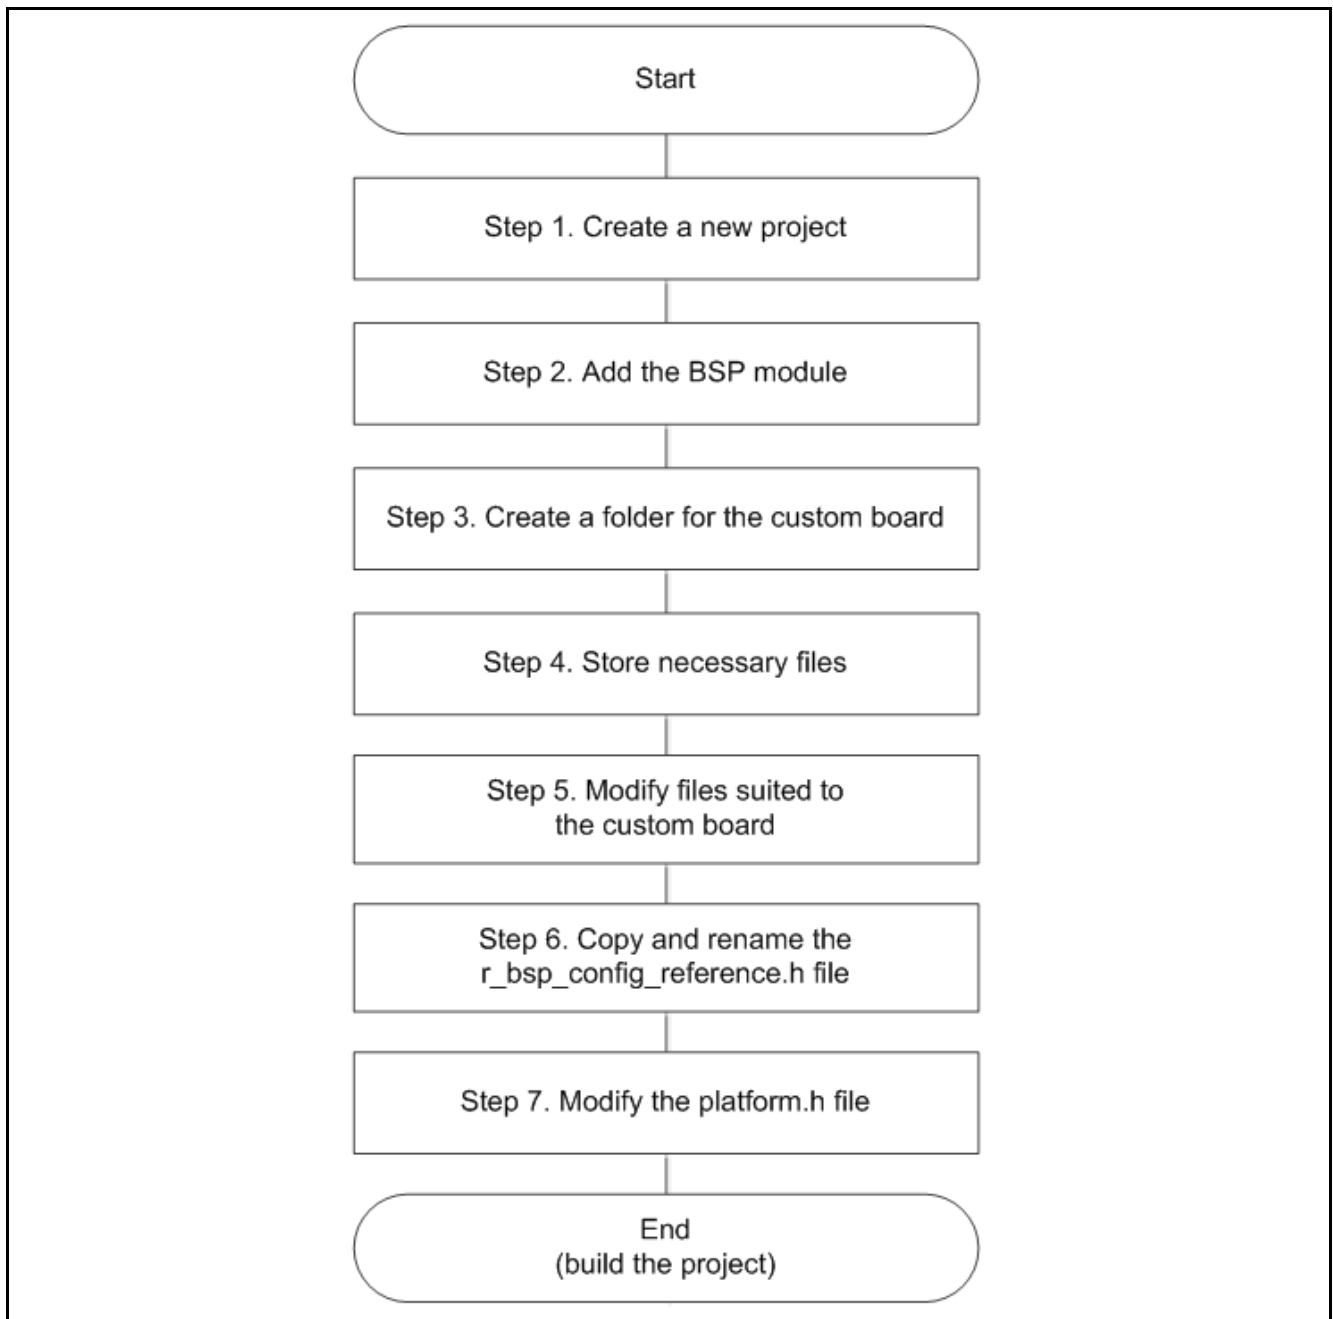 Start
Step 1. Create a new project
Step 2. Add the BSP module
Step 3. Create a folder for the custom board
Step 4. Store necessary files
Step 5. Modify files suited to
the custom board
Step 6. Copy and rename the
r_bsp_config_reference.h file
Step 7. Modify the platform.h file
End
(build the project)